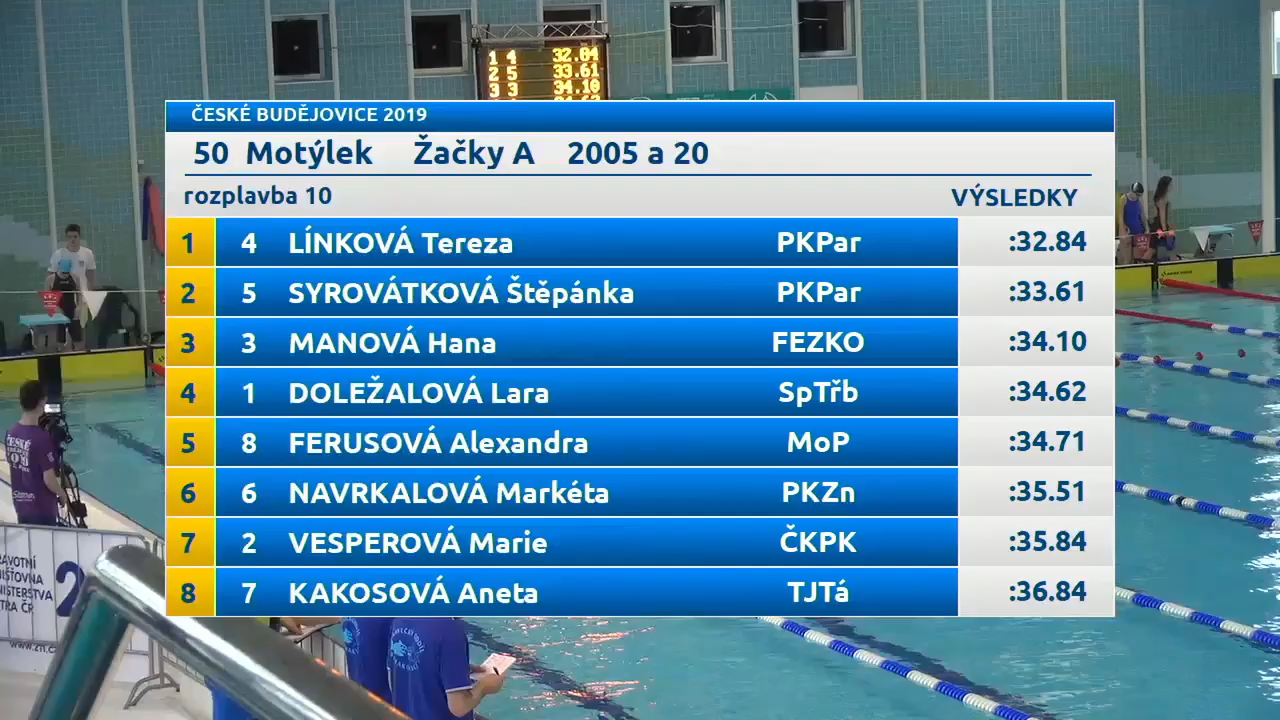 1 4 32.84
2 5 33.61
3 3 34.10
ČESKÉ BUDĚJOVICE 2019
50 Motýlek Žačky A 2005 a 20
rozplavba 10 VÝSLEDKY
1 4 LÍNKOVÁ Tereza PKPar :32.84
2 5 SYROVÁTKOVÁ Štěpánka PKPar :33.61
3 3 MANOVÁ Hana FEZKO :34.10
4 1 DOLEŽALOVÁ Lara SpTřb :34.62
5 8 FERUSOVÁ Alexandra MoP :34.71
6 6 NAVRKALOVÁ Markéta PKZn :35.51
7 2 VESPEROVÁ Marie ČKPK :35.84
8 7 KAKOSOVÁ Aneta TJTá :36.84
ČESKÉ